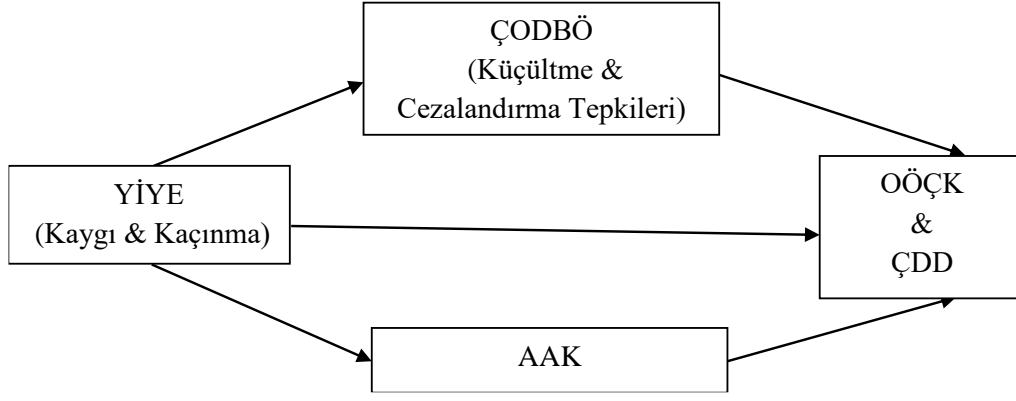 ÇODBÖ
(Küçültme &
Cezalandırma Tepkileri)
YİYE
(Kaygı & Kaçınma)
OÖÇK
&
ÇDD
AAK